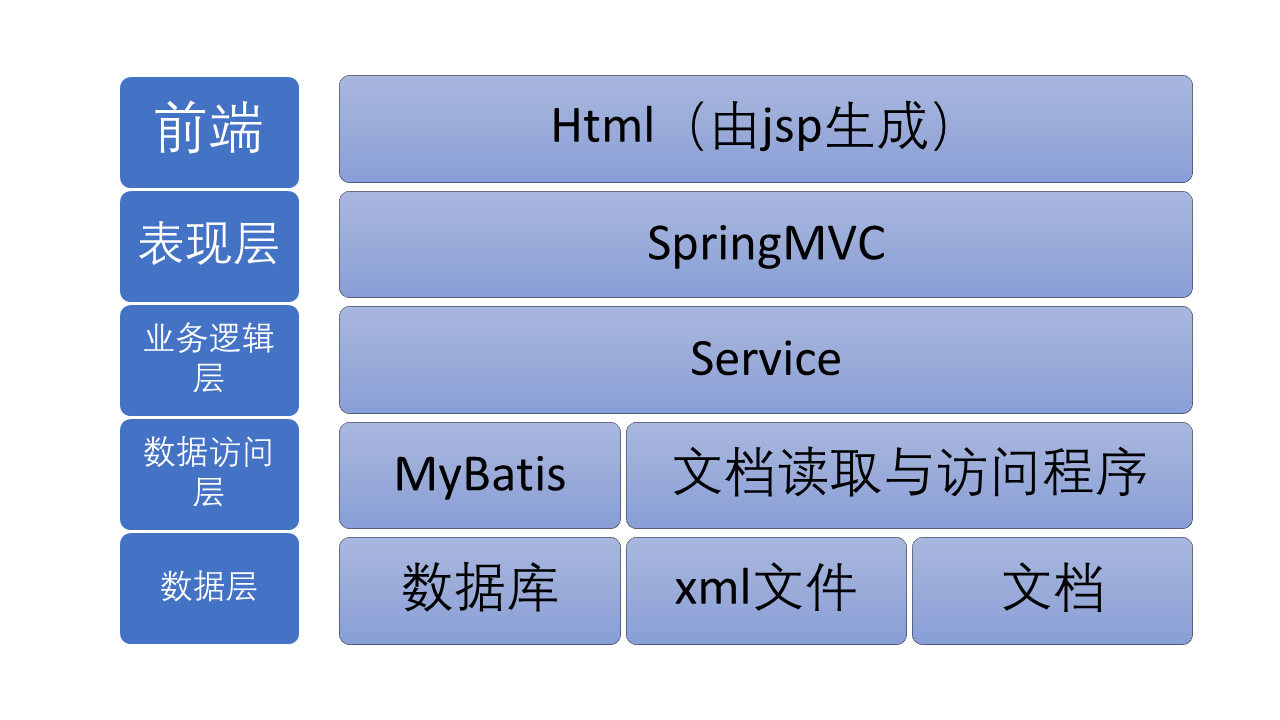 前端
Html（由jsp生成）
表现层
SpringMVC
业务逻辑
层
Service
数据访问
层
MyBatis
文档读取与访问程序
数据层
数据库
xml文件
文档